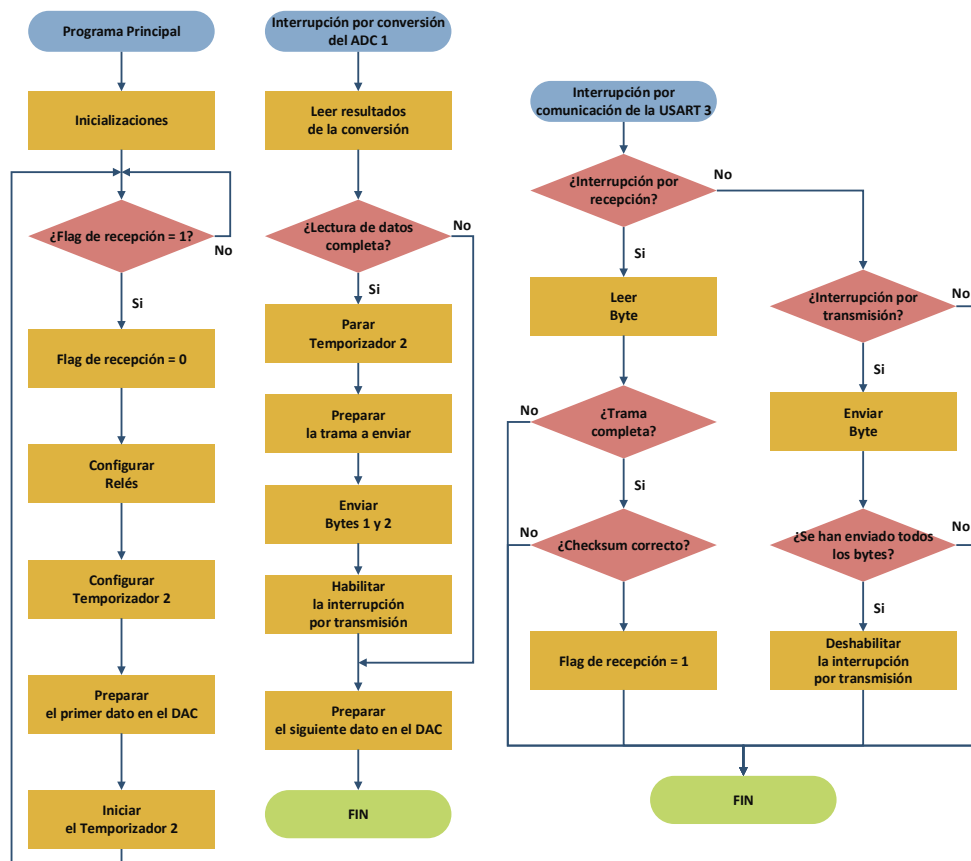 Programa Principal
Inicializaciones
¿Flag de recepción = 1?
No
Si
Flag de recepción = 0
Configurar
Relés
Configurar
Temporizador 2
Preparar
el primer dato en el DAC
Iniciar
el Temporizador 2
Interrupción por conversión
del ADC 1
Leer resultados
de la conversión
¿Lectura de datos
completa?
No
Si
Parar
Temporizador 2
Preparar
la trama a enviar
Enviar
Bytes 1 y 2
Habilitar
la interrupción
por transmisión
Preparar
el siguiente dato en el DAC
FIN
Interrupción por
comunicación de la USART 3
¿Interrupción por
recepción?
No
Si
Leer
Byte
¿Trama
completa?
No
Si
¿Checksum correcto?
No
Flag de recepción = 1
¿Interrupción por
transmisión?
No
Si
Enviar
Byte
¿Se han enviado todos
los bytes?
No
Si
Deshabilitar
la interrupción
por transmisión
FIN